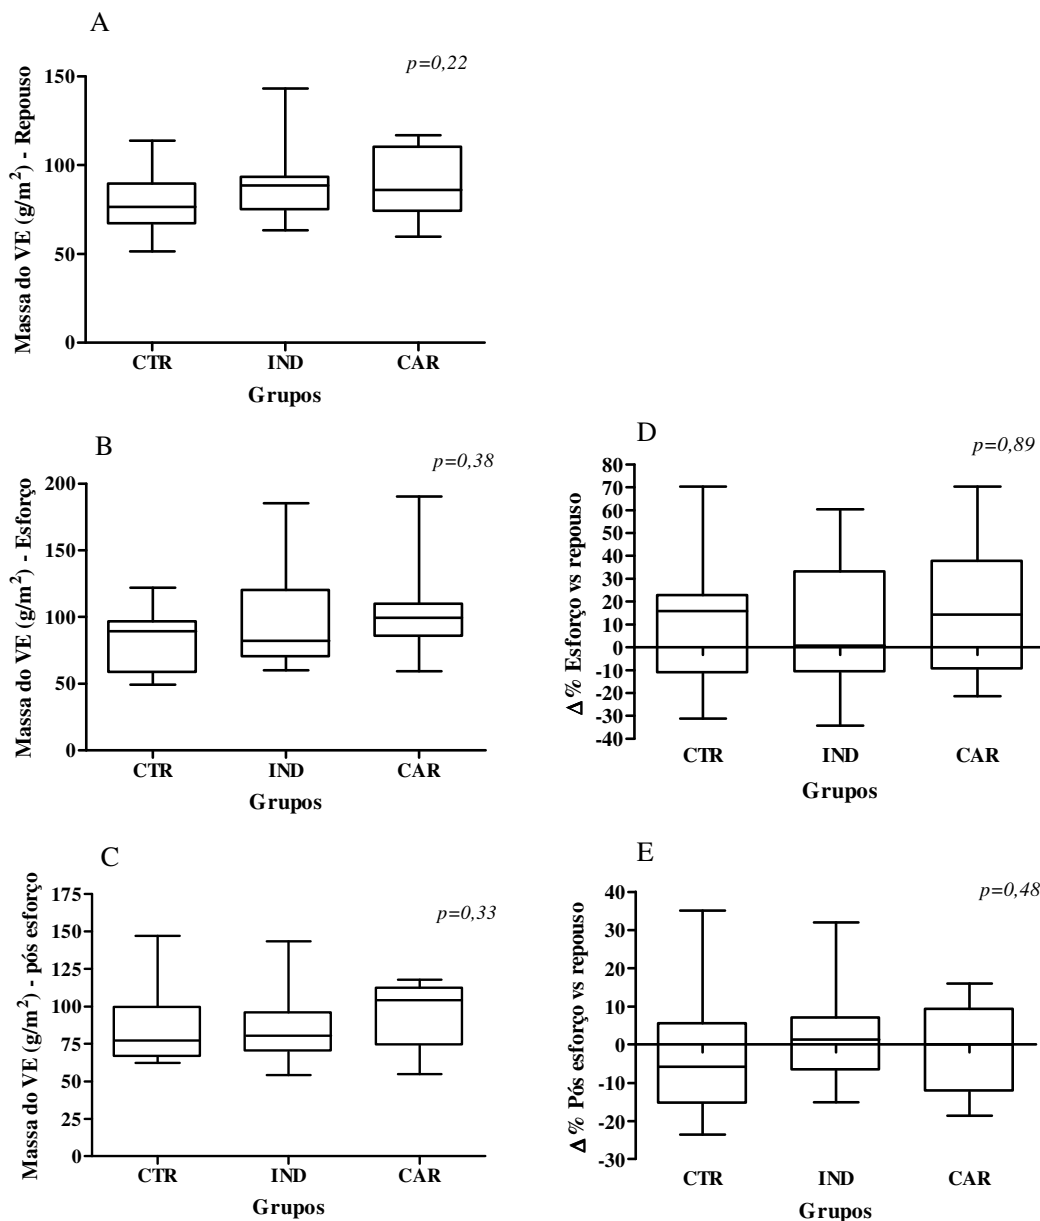 A
p=0,22
Massa do VE (g/m²) - Repouso
150
100
50
0
CTR IND CAR
Grupos
B
p=0,38
Massa do VE (g/m²) - Esforço
200
150
100
50
0
CTR IND CAR
Grupos
D
p=0,89
Δ% Esforço vs repouso
80
70
60
50
40
30
20
10
0
-10
-20
-30
-40
CTR IND CAR
Grupos
C
p=0,33
Massa do VE (g/m²) - pós esforço
175
150
125
100
75
50
25
0
CTR IND CAR
Grupos
E
p=0,48
Δ% Pós esforço vs repouso
40
30
20
10
0
-10
-20
-30
CTR IND CAR
Grupos